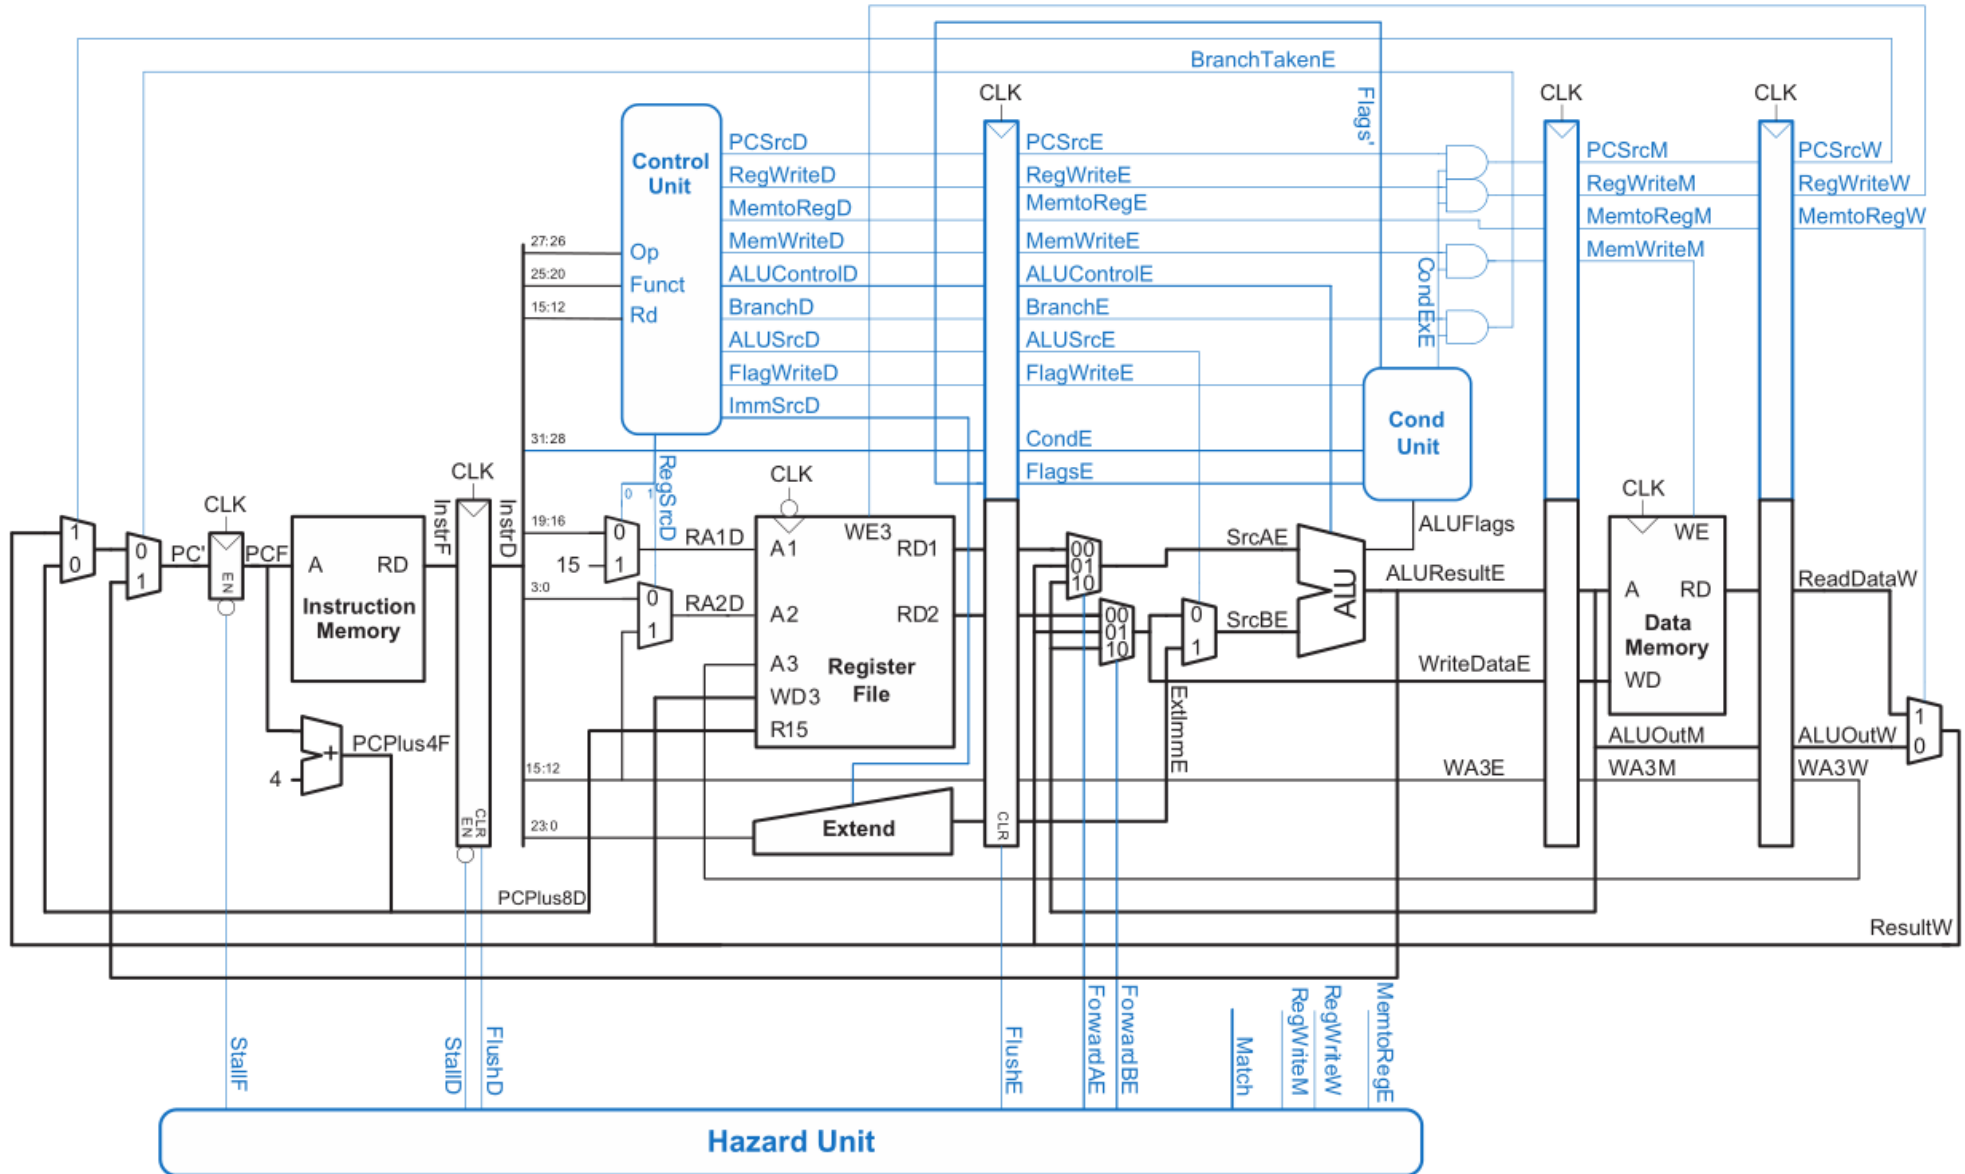 BranchTakenE
CLK
CLK
CLK
Flags'
Control
Unit
Op
Funct
Rd
PCSrcD
RegWriteD
MemtoRegD
MemWriteD
ALUControlD
BranchD
ALUSrcD
FlagWriteD
ImmSrcD
PCSrcE
RegWriteE
MemtoRegE
MemWriteE
ALUControlE
BranchE
ALUSrcE
FlagWriteE
CondE
FlagsE
CondExE
Cond
Unit
PCSrcM
RegWriteM
MemtoRegM
MemWriteM
PCSrcW
RegWriteW
MemtoRegW
27:26
25:20
15:12
31:28
19:16
15
3:0
15:12
23:0
RegSrcD
0 1
CLK
CLK
CLK
CLK
1
0
0
1
PC'
EN
PCF
A RD
Instruction
Memory
InstrF
InstrD
CLR
EN
4
+
PCPlus4F
PCPlus8D
0
1
0
1
RA1D
RA2D
A1
A2
A3
WD3
R15
WE3
RD1
RD2
Register
File
Extend
CLR
00
01
10
00
01
10
0
1
SrcAE
SrcBE
ALU
ALUFlags
ALUResultE
WriteDataE
ExtImmE
WA3E
WE
A RD
Data
Memory
WD
ALUOutM
WA3M
ReadDataW
ALUOutW
WA3W
1
0
ResultW
StallF
StallD
FlushD
FlushE
ForwardAE
ForwardBE
Match
RegWriteM
RegWriteW
MemtoRegE
Hazard Unit